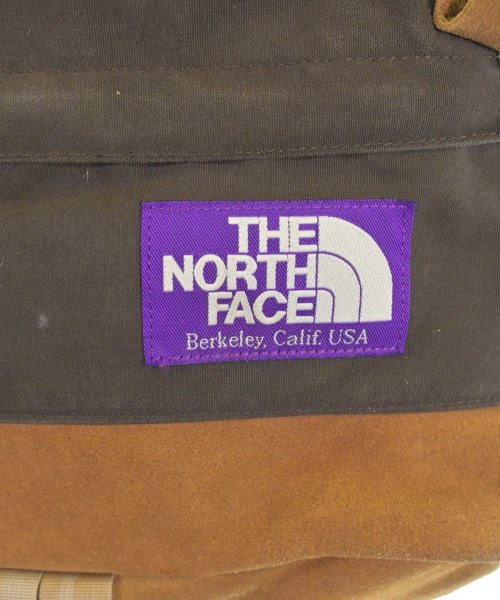 THE
NORTH
FACE
Berkeley, Calif. USA